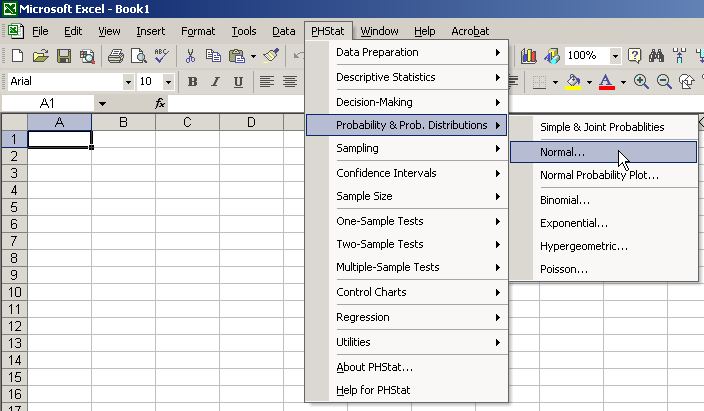 Microsoft Excel - Book1
File Edit View Insert Format Tools Data PHStat Window Help Acrobat
100%
Arial 10 B I U A
A1 fx
A B C D
1
2
3
4
5
6
7
8
9
10
11
12
13
14
15
16
17
Data Preparation
Descriptive Statistics
Decision-Making
Probability & Prob. Distributions
Sampling
Confidence Intervals
Sample Size
One-Sample Tests
Two-Sample Tests
Multiple-Sample Tests
Control Charts
Regression
Utilities
About PHStat...
Help for PHStat
Simple & Joint Probablities
Normal...
Normal Probability Plot...
Binomial...
Exponential...
Hypergeometric...
Poisson...